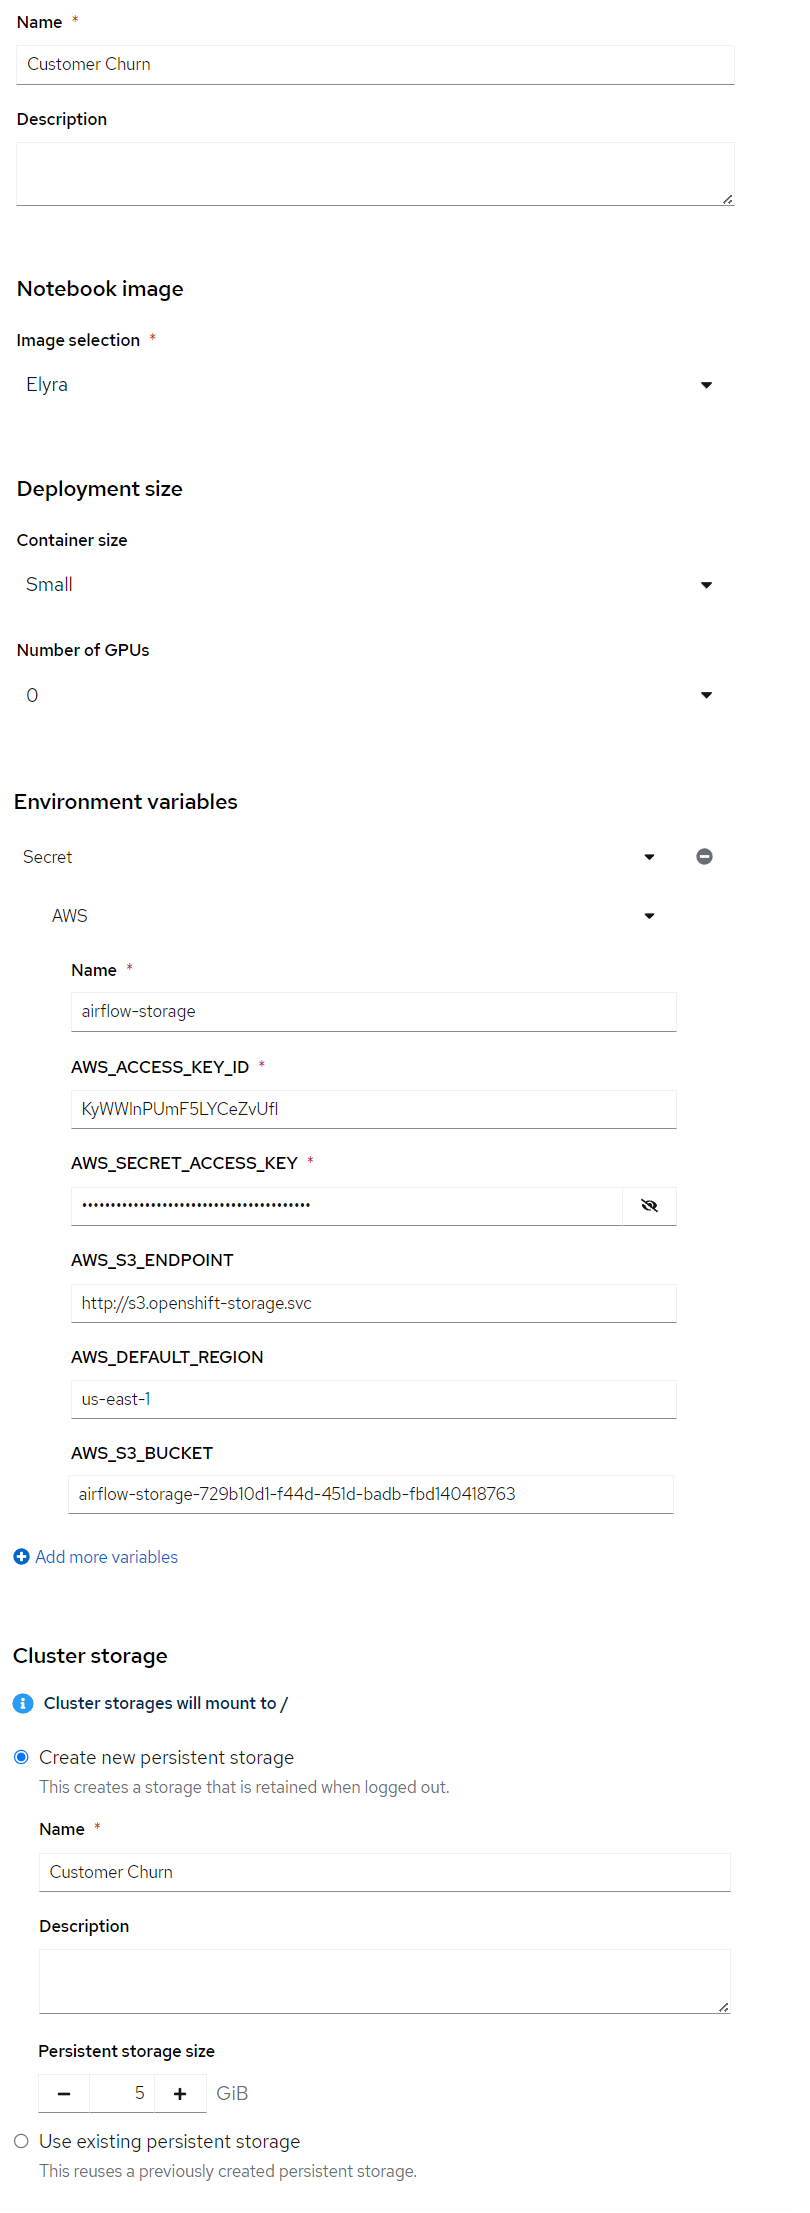 Name *
Customer Churn
Description
Notebook image
Image selection *
Elyra
Deployment size
Container size
Small
Number of GPUs
0
Environment variables
Secret
AWS
Name *
airflow-storage
AWS_ACCESS_KEY_ID *
KyWWlnPUmF5LYCeZvUfl
AWS_SECRET_ACCESS_KEY *
••••••••••••••••••••••••••••••••••••••••
AWS_S3_ENDPOINT
http://s3.openshift-storage.svc
AWS_DEFAULT_REGION
us-east-1
AWS_S3_BUCKET
airflow-storage-729b10d1-f44d-451d-badb-fbd140418763
Add more variables
Cluster storage
Cluster storages will mount to /
Create new persistent storage
This creates a storage that is retained when logged out.
Name *
Customer Churn
Description
Persistent storage size
5 GiB
Use existing persistent storage
This reuses a previously created persistent storage.